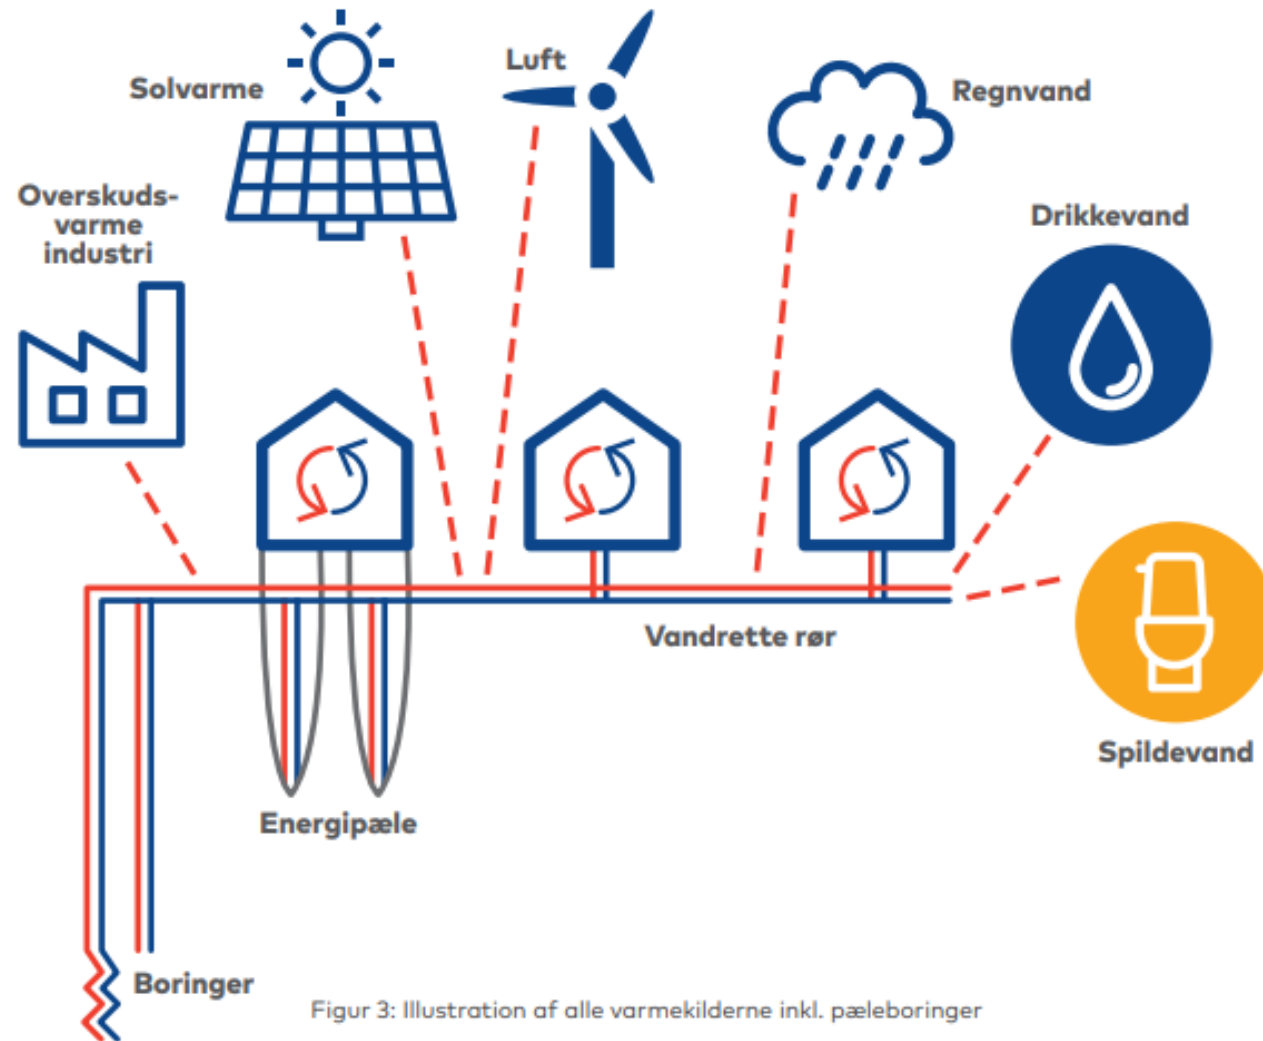 Solvarme
Luft
Regnvand
Overskuds-
varme
industri
Drikkevand
Vandrette rør
Spildevand
Energipæle
Boringer
Figur 3: Illustration af alle varmekilderne inkl. pæleboringer